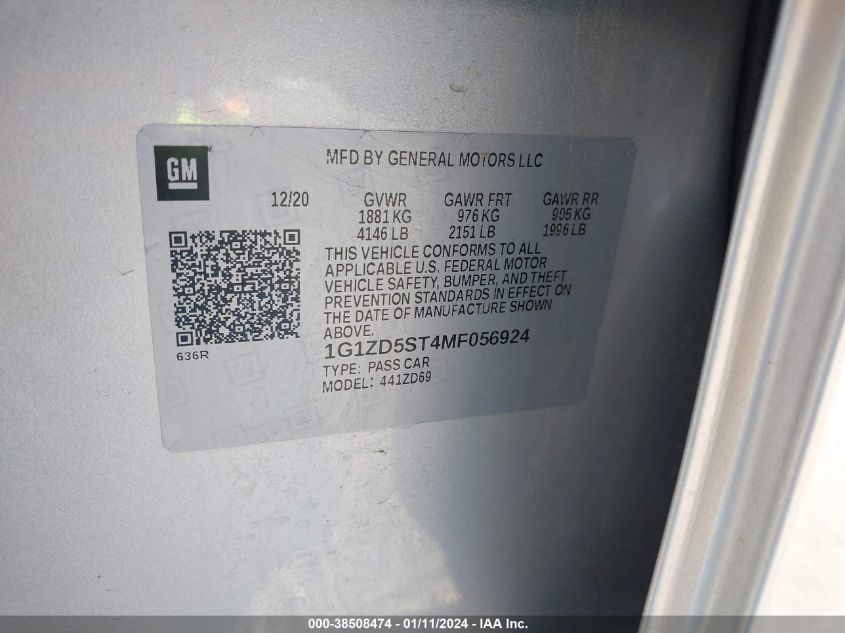 GM
MFD BY GENERAL MOTORS LLC
12/20 GVWR GAWR FRT GAWR RR
1881 KG 976 KG 905 KG
4146 LB 2151 LB 1996 LB
THIS VEHICLE CONFORMS TO ALL
APPLICABLE U.S. FEDERAL MOTOR
VEHICLE SAFETY, BUMPER, AND THEFT
PREVENTION STANDARDS IN EFFECT ON
THE DATE OF MANUFACTURE SHOWN
ABOVE.
636R
1G1ZD5ST4MF056924
TYPE: PASS CAR
MODEL: 441ZD69
000-38508474 - 01/11/2024 - IAA Inc.